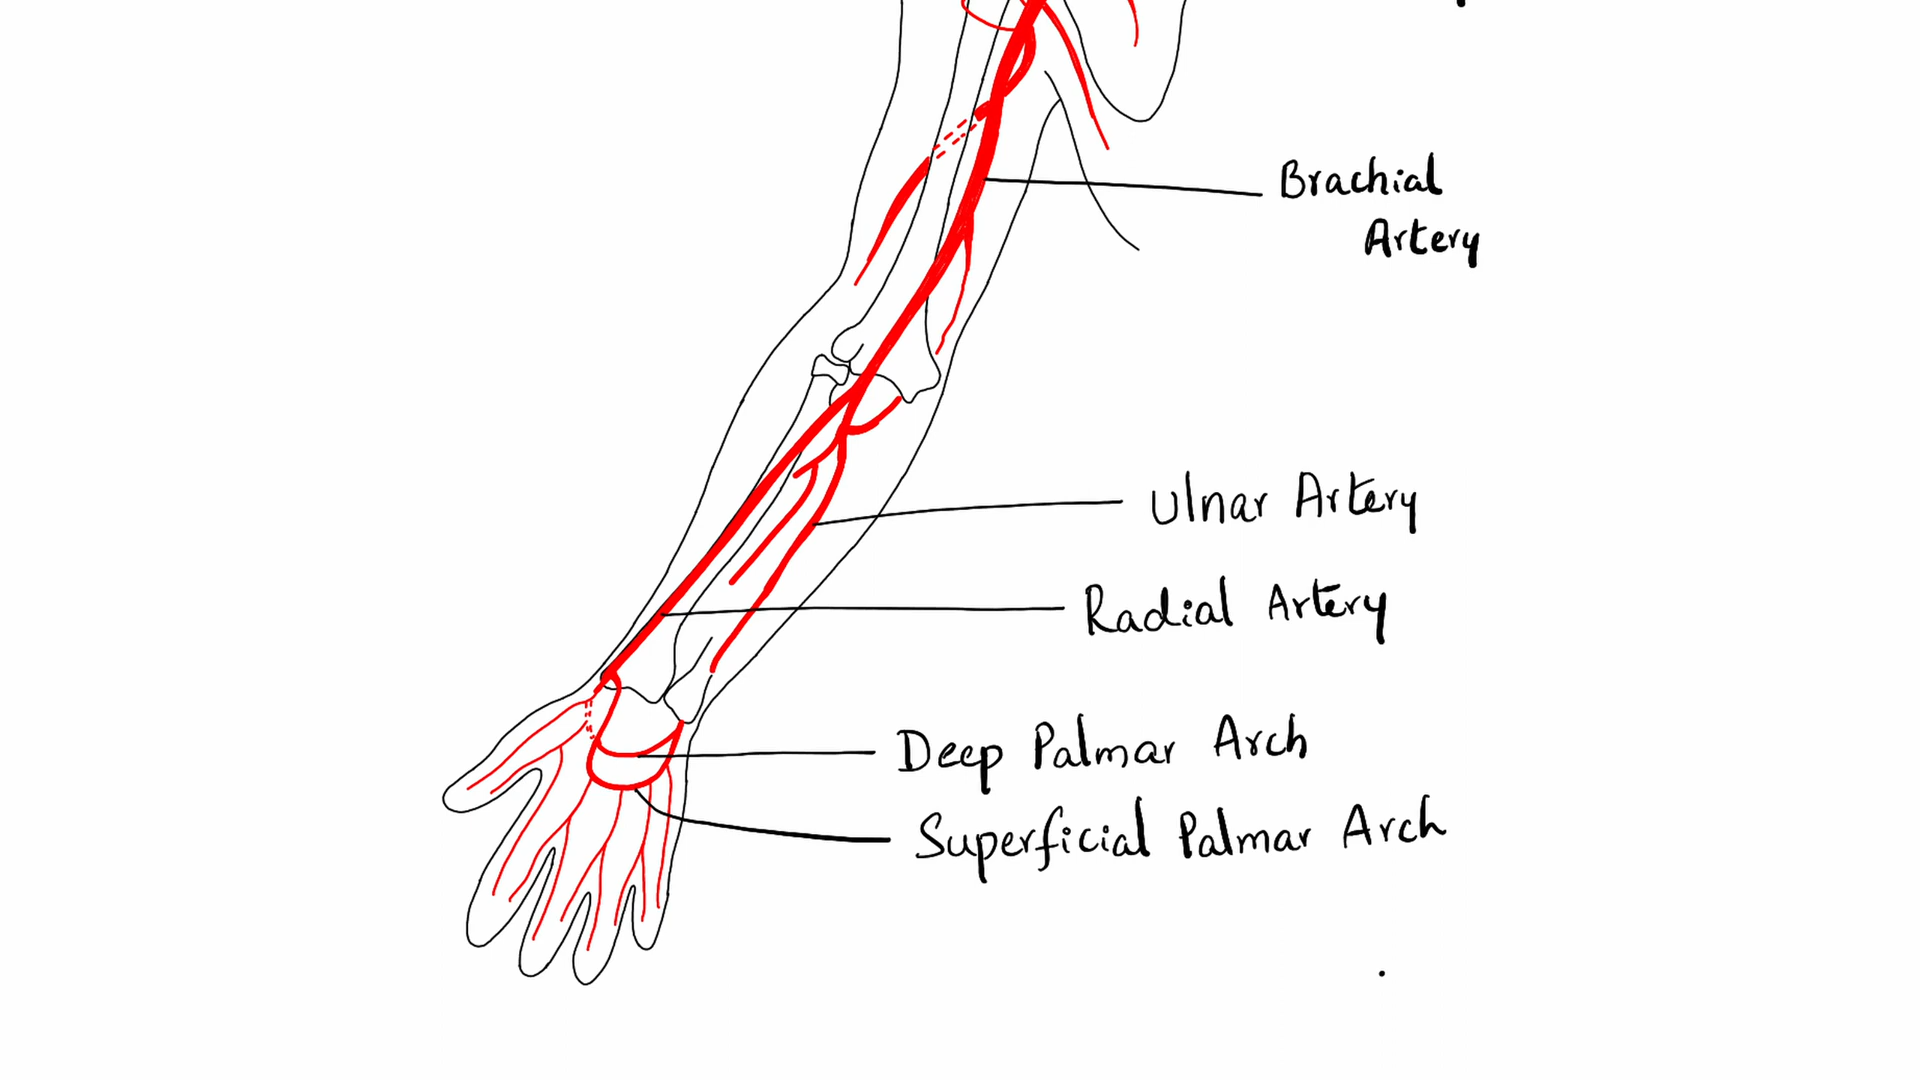 Brachial
Artery
Ulnar Artery
Radial Artery
Deep Palmar Arch
Superficial Palmar Arch